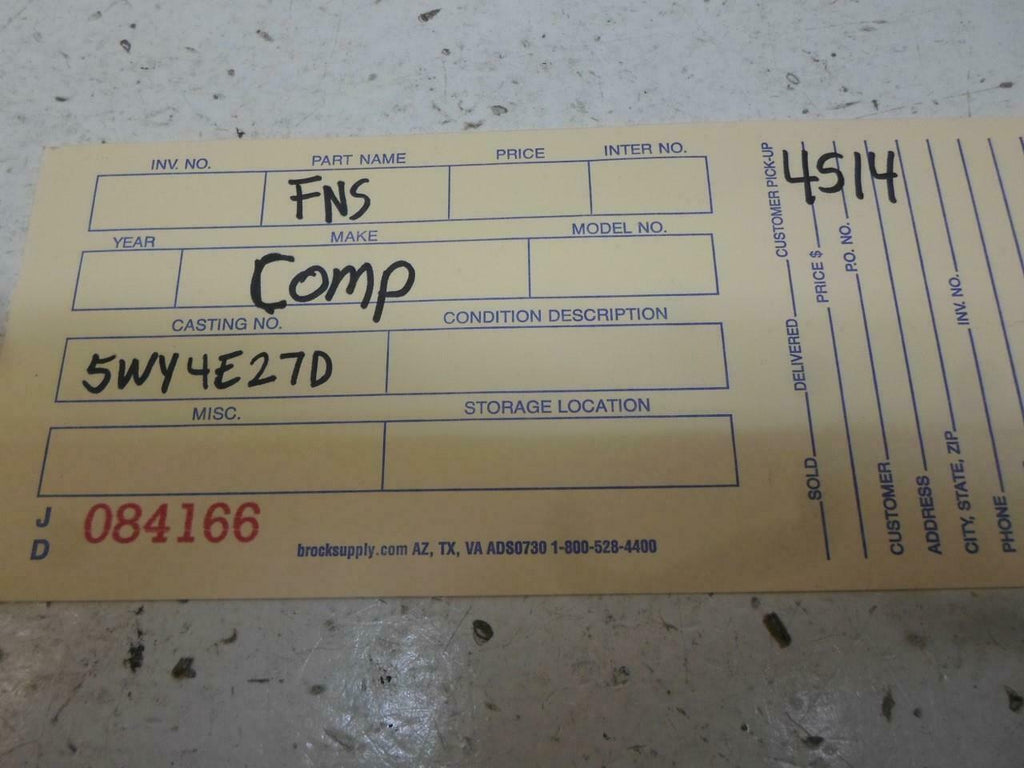 INV. NO. PART NAME PRICE INTER NO.
FNS
YEAR MAKE MODEL NO.
Comp
CASTING NO. CONDITION DESCRIPTION
5WY4E27D
MISC. STORAGE LOCATION
J D
084166
brocksupply.com AZ, TX, VA ADS0730 1-800-528-4400
4514
SOLD DELIVERED CUSTOMER PICK-UP
PRICE $ P.O. NO.
CUSTOMER
ADDRESS
CITY, STATE, ZIP INV. NO.
PHONE